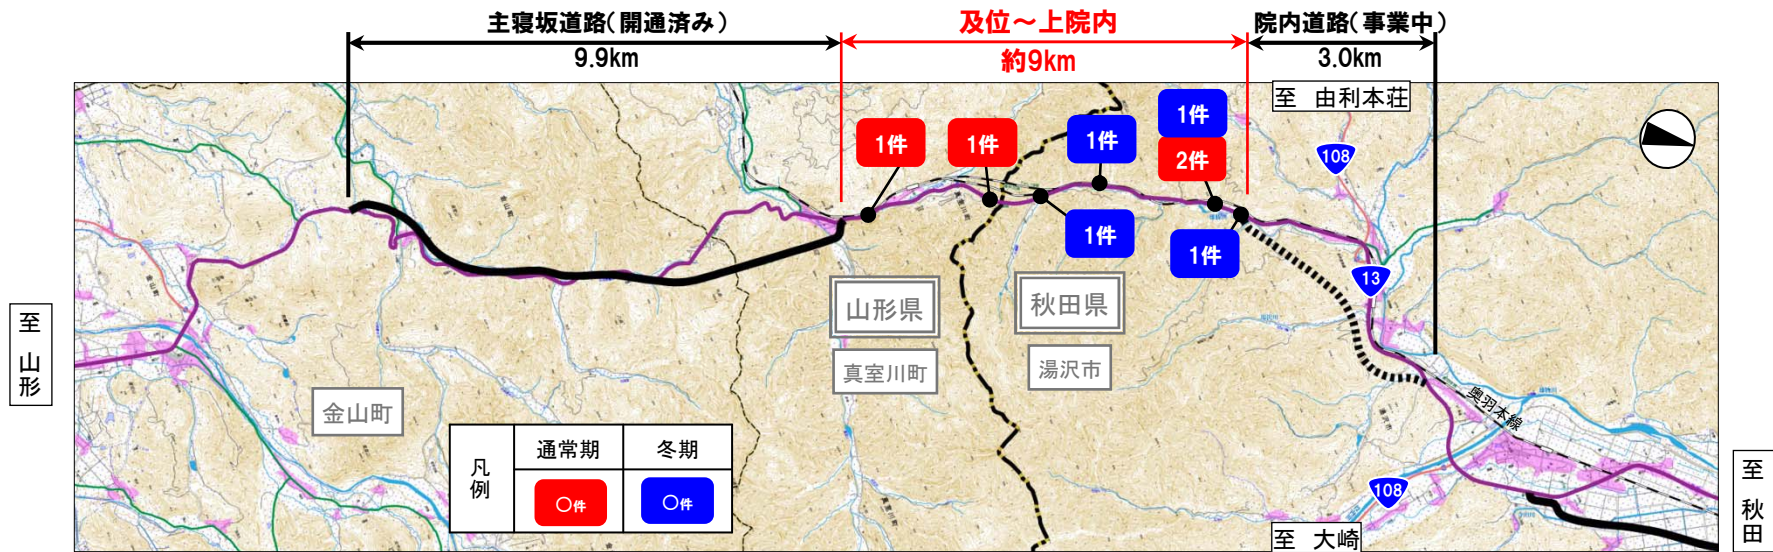 主寝坂道路(開通済み)
9.9km
及位～上院内
約9km
院内道路(事業中)
3.0km
至 由利本荘
108
1件
1件
1件
1件
2件
1件
1件
13
山形県
真室川町
秋田県
湯沢市
金山町
至 山形
奥羽本線
108
至 大崎
至 秋田
凡例
通常期
冬期
○件
○件